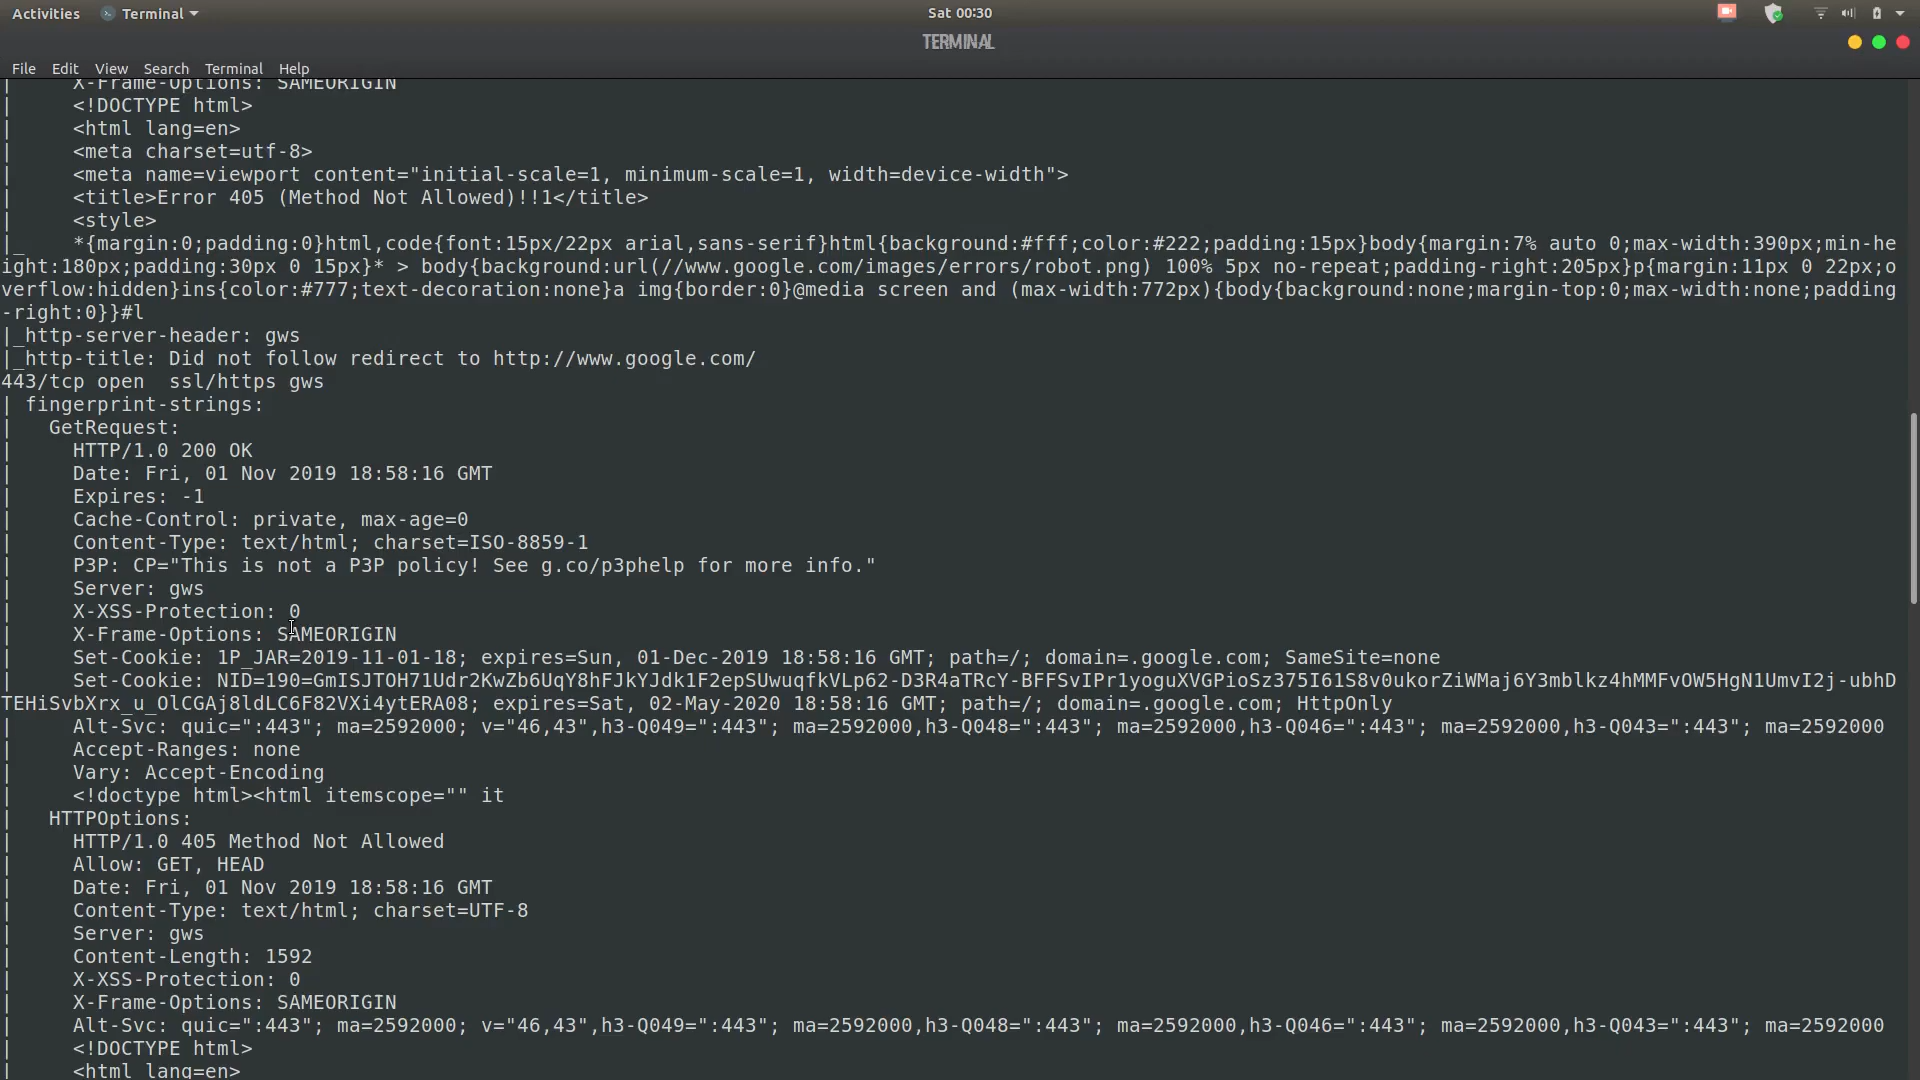 Activities Terminal Sat 00:30
TERMINAL
File Edit View Search Terminal Help
| X-Frame-Options: SAMEORIGIN
| <!DOCTYPE html>
| <html lang=en>
| <meta charset=utf-8>
| <meta name=viewport content="initial-scale=1, minimum-scale=1, width=device-width">
| <title>Error 405 (Method Not Allowed)!!1</title>
| <style>
|_ *{margin:0;padding:0}html,code{font:15px/22px arial,sans-serif}html{background:#fff;color:#222;padding:15px}body{margin:7% auto 0;max-width:390px;min-he
ight:180px;padding:30px 0 15px}* > body{background:url(//www.google.com/images/errors/robot.png) 100% 5px no-repeat;padding-right:205px}p{margin:11px 0 22px;o
verflow:hidden}ins{color:#777;text-decoration:none}a img{border:0}@media screen and (max-width:772px){body{background:none;margin-top:0;max-width:none;padding
-right:0}}#l
|_http-server-header: gws
|_http-title: Did not follow redirect to http://www.google.com/
443/tcp open ssl/https gws
| fingerprint-strings:
| GetRequest:
| HTTP/1.0 200 OK
| Date: Fri, 01 Nov 2019 18:58:16 GMT
| Expires: -1
| Cache-Control: private, max-age=0
| Content-Type: text/html; charset=ISO-8859-1
| P3P: CP="This is not a P3P policy! See g.co/p3phelp for more info."
| Server: gws
| X-XSS-Protection: 0
| X-Frame-Options: SAMEORIGIN
| Set-Cookie: 1P_JAR=2019-11-01-18; expires=Sun, 01-Dec-2019 18:58:16 GMT; path=/; domain=.google.com; SameSite=none
| Set-Cookie: NID=190=GmISJTOH71Udr2KwZb6UqY8hFJkYJdk1F2epSUwuqfkVLp62-D3R4aTRcY-BFFSvIPr1yoguXVGPioSz375I61S8v0ukorZiWMaj6Y3mblkz4hMMFvOW5HgN1UmvI2j-ubhD
TEHiSvbXrx_u_OlCGAj8ldLC6F82VXi4ytERA08; expires=Sat, 02-May-2020 18:58:16 GMT; path=/; domain=.google.com; HttpOnly
| Alt-Svc: quic=":443"; ma=2592000; v="46,43",h3-Q049=":443"; ma=2592000,h3-Q048=":443"; ma=2592000,h3-Q046=":443"; ma=2592000,h3-Q043=":443"; ma=2592000
| Accept-Ranges: none
| Vary: Accept-Encoding
| <!doctype html><html itemscope="" it
| HTTPOptions:
| HTTP/1.0 405 Method Not Allowed
| Allow: GET, HEAD
| Date: Fri, 01 Nov 2019 18:58:16 GMT
| Content-Type: text/html; charset=UTF-8
| Server: gws
| Content-Length: 1592
| X-XSS-Protection: 0
| X-Frame-Options: SAMEORIGIN
| Alt-Svc: quic=":443"; ma=2592000; v="46,43",h3-Q049=":443"; ma=2592000,h3-Q048=":443"; ma=2592000,h3-Q046=":443"; ma=2592000,h3-Q043=":443"; ma=2592000
| <!DOCTYPE html>
| <html lang=en>